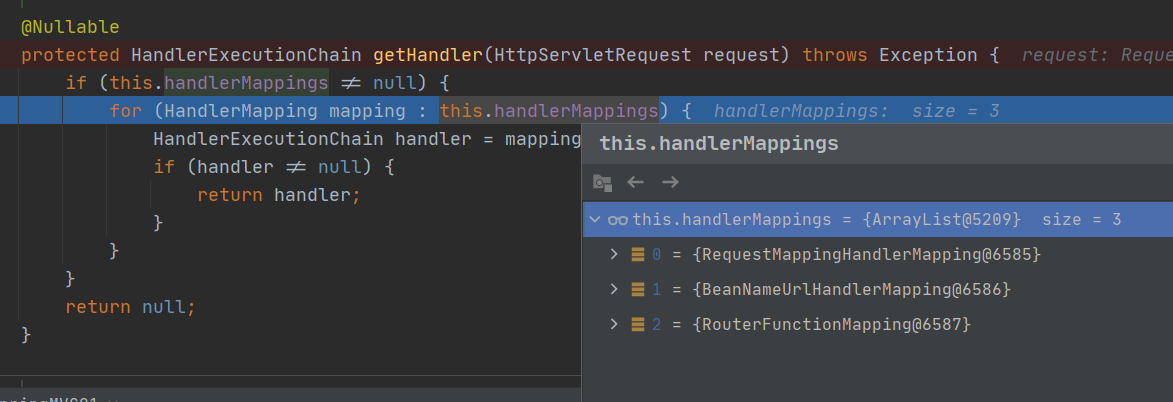 @Nullable
protected HandlerExecutionChain getHandler(HttpServletRequest request) throws Exception {  request: Reque
if (this.handlerMappings ≠ null) {
for (HandlerMapping mapping : this.handlerMappings) {  handlerMappings:  size = 3
HandlerExecutionChain handler = mapping
if (handler ≠ null) {
return handler;
}
}
}
return null;
}
this.handlerMappings
this.handlerMappings = {ArrayList@5209}  size = 3
0 = {RequestMappingHandlerMapping@6585}
1 = {BeanNameUrlHandlerMapping@6586}
2 = {RouterFunctionMapping@6587}